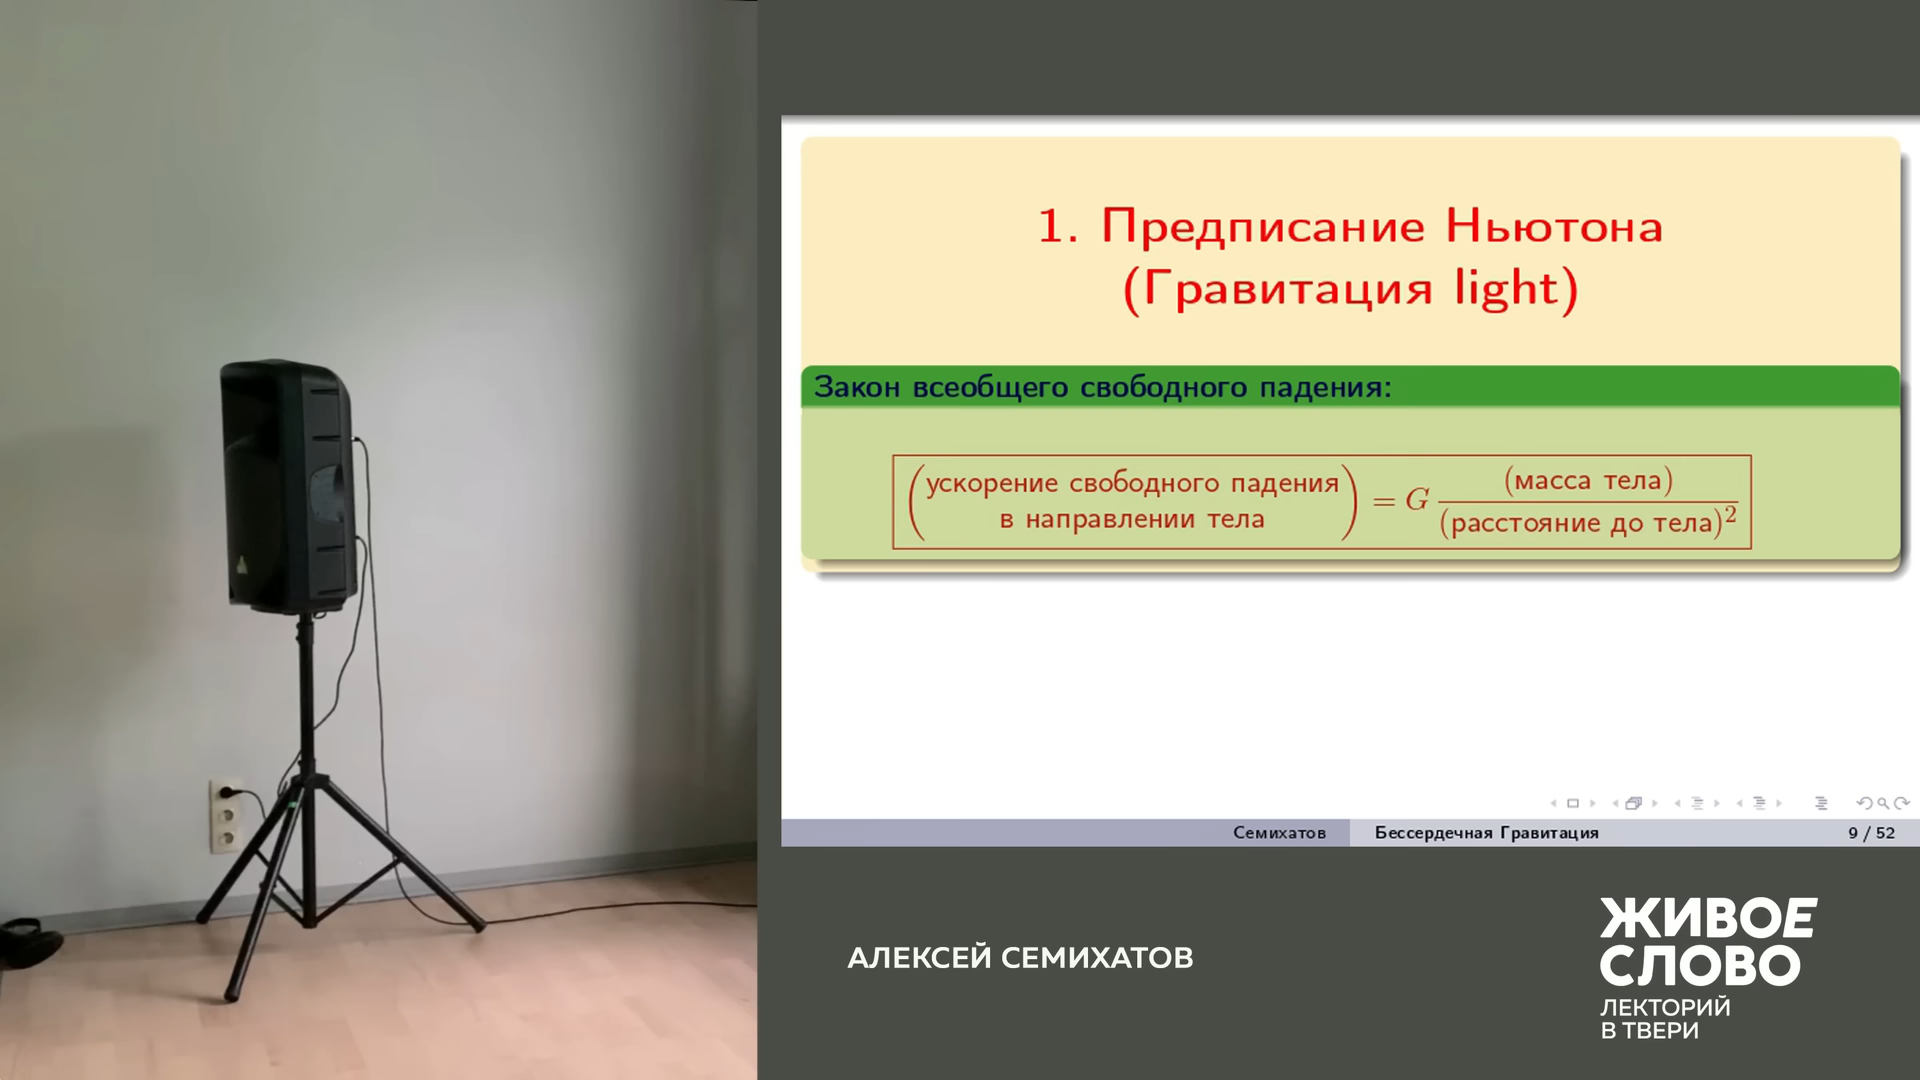 1. Предписание Ньютона
(Гравитация light)
Закон всеобщего свободного падения:
(ускорение свободного падения в направлении тела) = G (масса тела) / (расстояние до тела)²
Семихатов Бессердечная Гравитация 9 / 52
АЛЕКСЕЙ СЕМИХАТОВ
ЖИВОЕ
СЛОВО
ЛЕКТОРИЙ
В ТВЕРИ